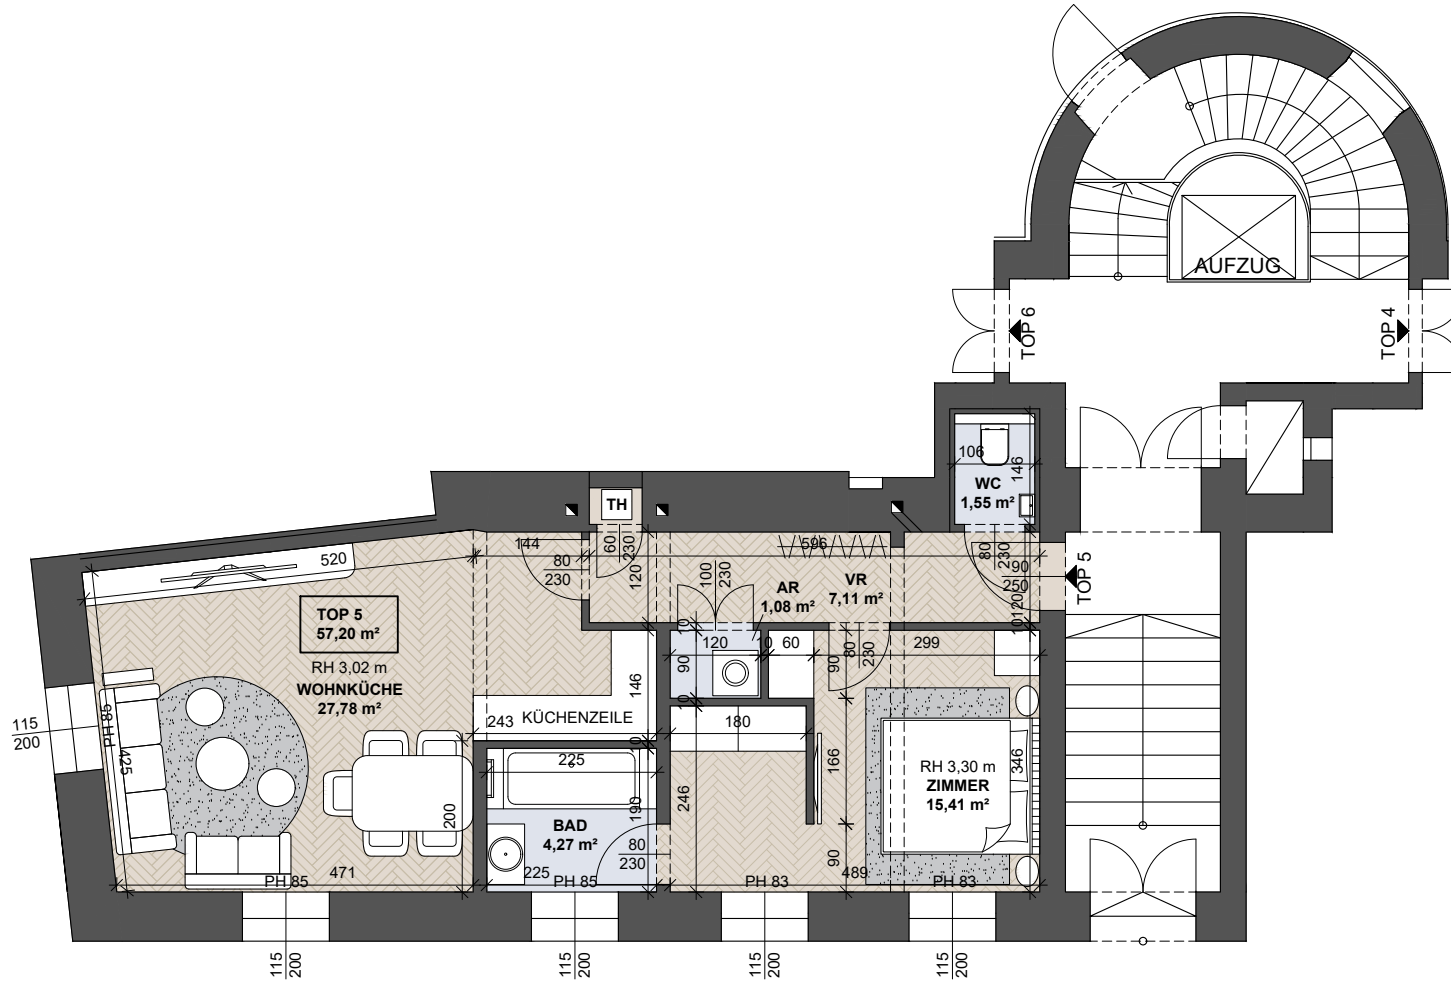 AUFZUG
TOP 6
TOP 4
TOP 5
106
146
WC
1,55 m²
TH
60
230
144
80
230
120
596
100
230
AR
1,08 m²
VR
7,11 m²
80
230
90
250
120
10
520
TOP 5
57,20 m²
RH 3,02 m
WOHNKÜCHE
27,78 m²
10
120
10
60
80
230
90
299
90
10
146
115
200
PH 85
425
243
KÜCHENZEILE
10
180
225
166
RH 3,30 m
ZIMMER
15,41 m²
346
246
190
200
BAD
4,27 m²
80
230
90
471
PH 85
225
PH 85
PH 83
489
PH 83
115
200
115
200
115
200
115
200